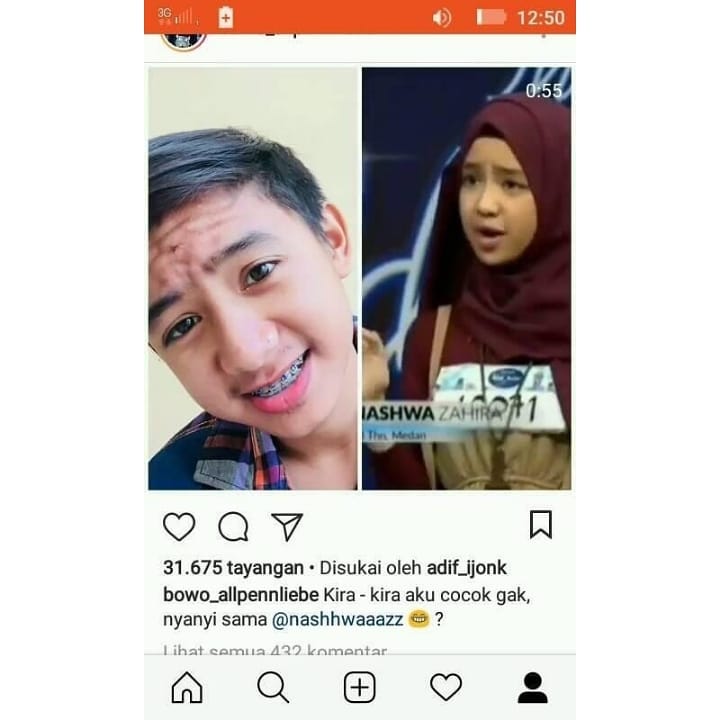 3G
12:50
0:55
NASHWA ZAHIRA
Thn, Medan
31.675 tayangan • Disukai oleh adif_ijonk
bowo_allpennliebe Kira - kira aku cocok gak,
nyanyi sama @nashhwaaazz 😁 ?
Lihat semua 432 komentar